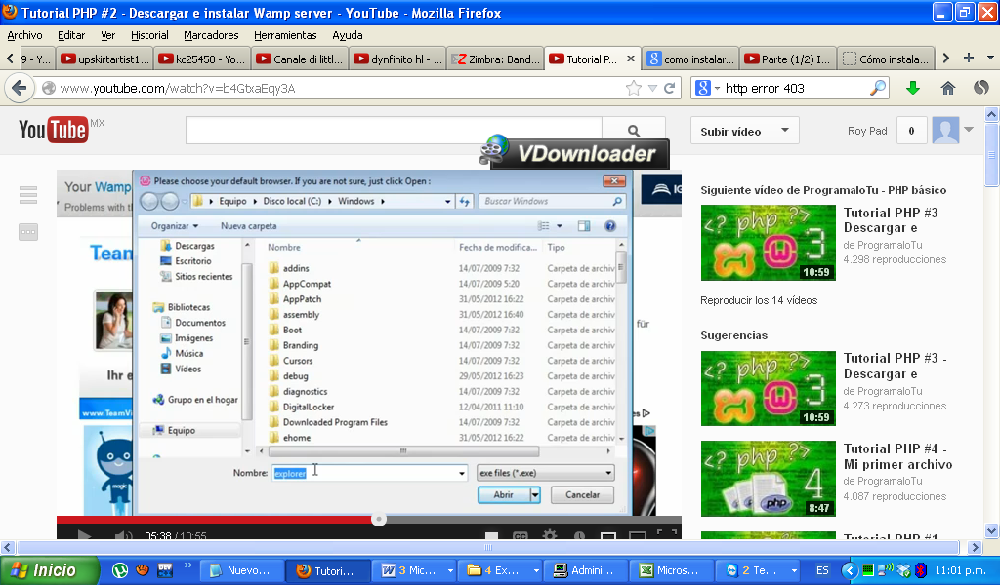 Tutorial PHP #2 - Descargar e instalar Wamp server - YouTube - Mozilla Firefox
Archivo Editar Ver Historial Marcadores Herramientas Ayuda
9 - Y... upskirtartist1... kc25458 - Yo... Canale di littl... dynfinito hl - ... Zimbra: Band... Tutorial P... como instalar... Parte (1/2) I... Cómo instala...
www.youtube.com/watch?v=b4GtxaEqy3A
http error 403
YouTube MX
Subir vídeo
Roy Pad
0
VDownloader
Your Wamp
Problems with t
Team
Ihr e
www.TeamVi
magic
für
es
IG
Please choose your default browser. If you are not sure, just click Open :
Equipo Disco local (C:) Windows
Buscar Windows
Organizar Nueva carpeta
Descargas
Escritorio
Sitios recientes
Bibliotecas
Documentos
Imágenes
Música
Vídeos
Grupo en el hogar
Equipo
Nombre Fecha de modifica... Tipo
addins 14/07/2009 7:32 Carpeta de archiv
AppCompat 14/07/2009 5:20 Carpeta de archiv
AppPatch 31/05/2012 16:22 Carpeta de archiv
assembly 31/05/2012 16:40 Carpeta de archiv
Boot 14/07/2009 7:32 Carpeta de archiv
Branding 14/07/2009 7:32 Carpeta de archiv
Cursors 14/07/2009 7:32 Carpeta de archiv
debug 29/05/2012 16:23 Carpeta de archiv
diagnostics 14/07/2009 7:32 Carpeta de archiv
DigitalLocker 12/04/2011 11:10 Carpeta de archiv
Downloaded Program Files 14/07/2009 7:32 Carpeta de archiv
ehome 31/05/2012 16:22 Carpeta de archiv
Nombre: explorer
exe files (*.exe)
Abrir Cancelar
05:38 / 10:55
Siguiente vídeo de ProgramaloTu - PHP básico
<? php ?>
3
10:59
Tutorial PHP #3 -
Descargar e
de ProgramaloTu
4.298 reproducciones
Reproducir los 14 vídeos
Sugerencias
<? php ?>
3
10:59
Tutorial PHP #3 -
Descargar e
de ProgramaloTu
4.273 reproducciones
<? php ?>
4
php
8:47
Tutorial PHP #4 -
Mi primer archivo
de ProgramaloTu
4.087 reproducciones
Tutorial PHP #1
Inicio
Nuevo... Tutori... 3 Mic... 4 Ex... Admini... Micros... 2 Te...
ES
11:01 p.m.